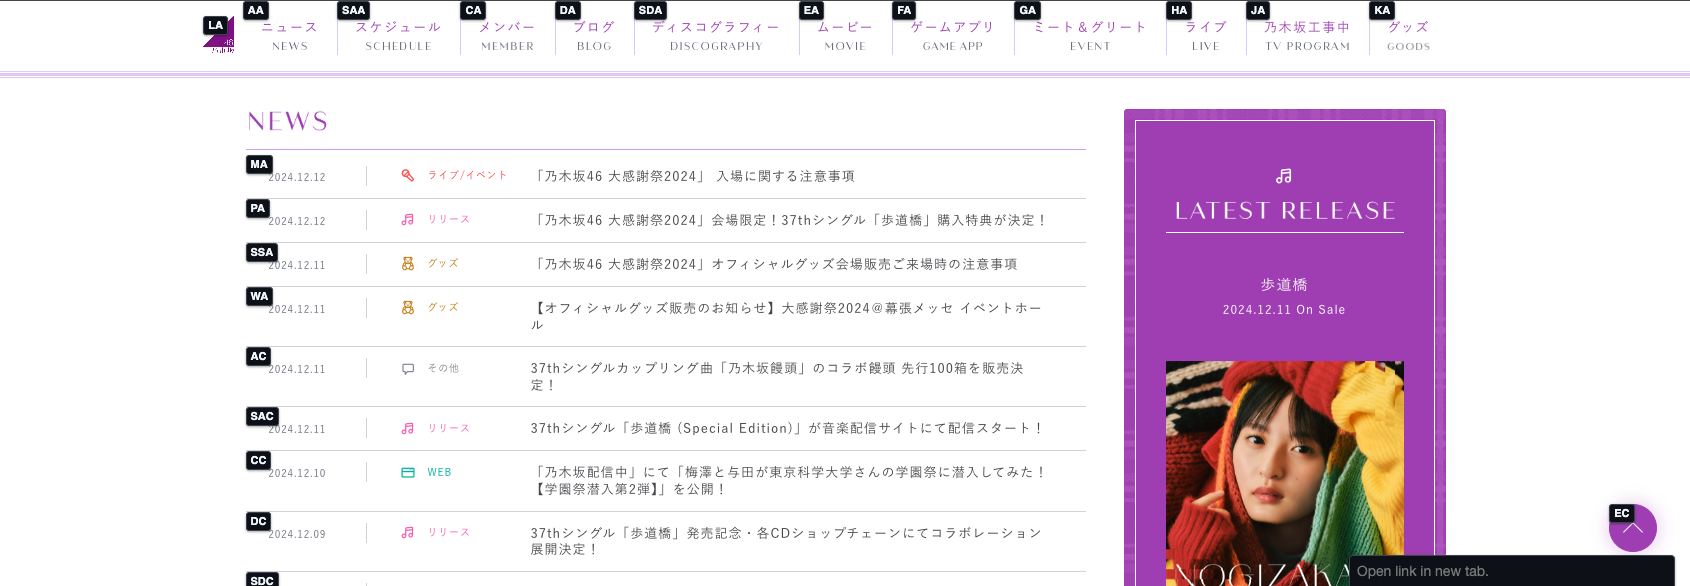 LA
AA
ニュース
NEWS
SAA
スケジュール
SCHEDULE
CA
メンバー
MEMBER
DA
ブログ
BLOG
SDA
ディスコグラフィー
DISCOGRAPHY
EA
ムービー
MOVIE
FA
ゲームアプリ
GAME APP
GA
ミート＆グリート
EVENT
HA
ライブ
LIVE
JA
乃木坂工事中
TV PROGRAM
KA
グッズ
GOODS
NEWS
MA
2024.12.12 ライブ/イベント 「乃木坂46 大感謝祭2024」 入場に関する注意事項
PA
2024.12.12 リリース 「乃木坂46 大感謝祭2024」会場限定！37thシングル「歩道橋」購入特典が決定！
SSA
2024.12.11 グッズ 「乃木坂46 大感謝祭2024」オフィシャルグッズ会場販売ご来場時の注意事項
WA
2024.12.11 グッズ 【オフィシャルグッズ販売のお知らせ】大感謝祭2024＠幕張メッセ イベントホー
ル
AC
2024.12.11 その他 37thシングルカップリング曲「乃木坂饅頭」のコラボ饅頭 先行100箱を販売決
定！
SAC
2024.12.11 リリース 37thシングル「歩道橋 (Special Edition)」が音楽配信サイトにて配信スタート！
CC
2024.12.10 WEB 「乃木坂配信中」にて「梅澤と与田が東京科学大学さんの学園祭に潜入してみた！
【学園祭潜入第2弾】」を公開！
DC
2024.12.09 リリース 37thシングル「歩道橋」発売記念・各CDショップチェーンにてコラボレーション
展開決定！
SDC
LATEST RELEASE
歩道橋
2024.12.11 On Sale
NOGIZAKA
EC
Open link in new tab.